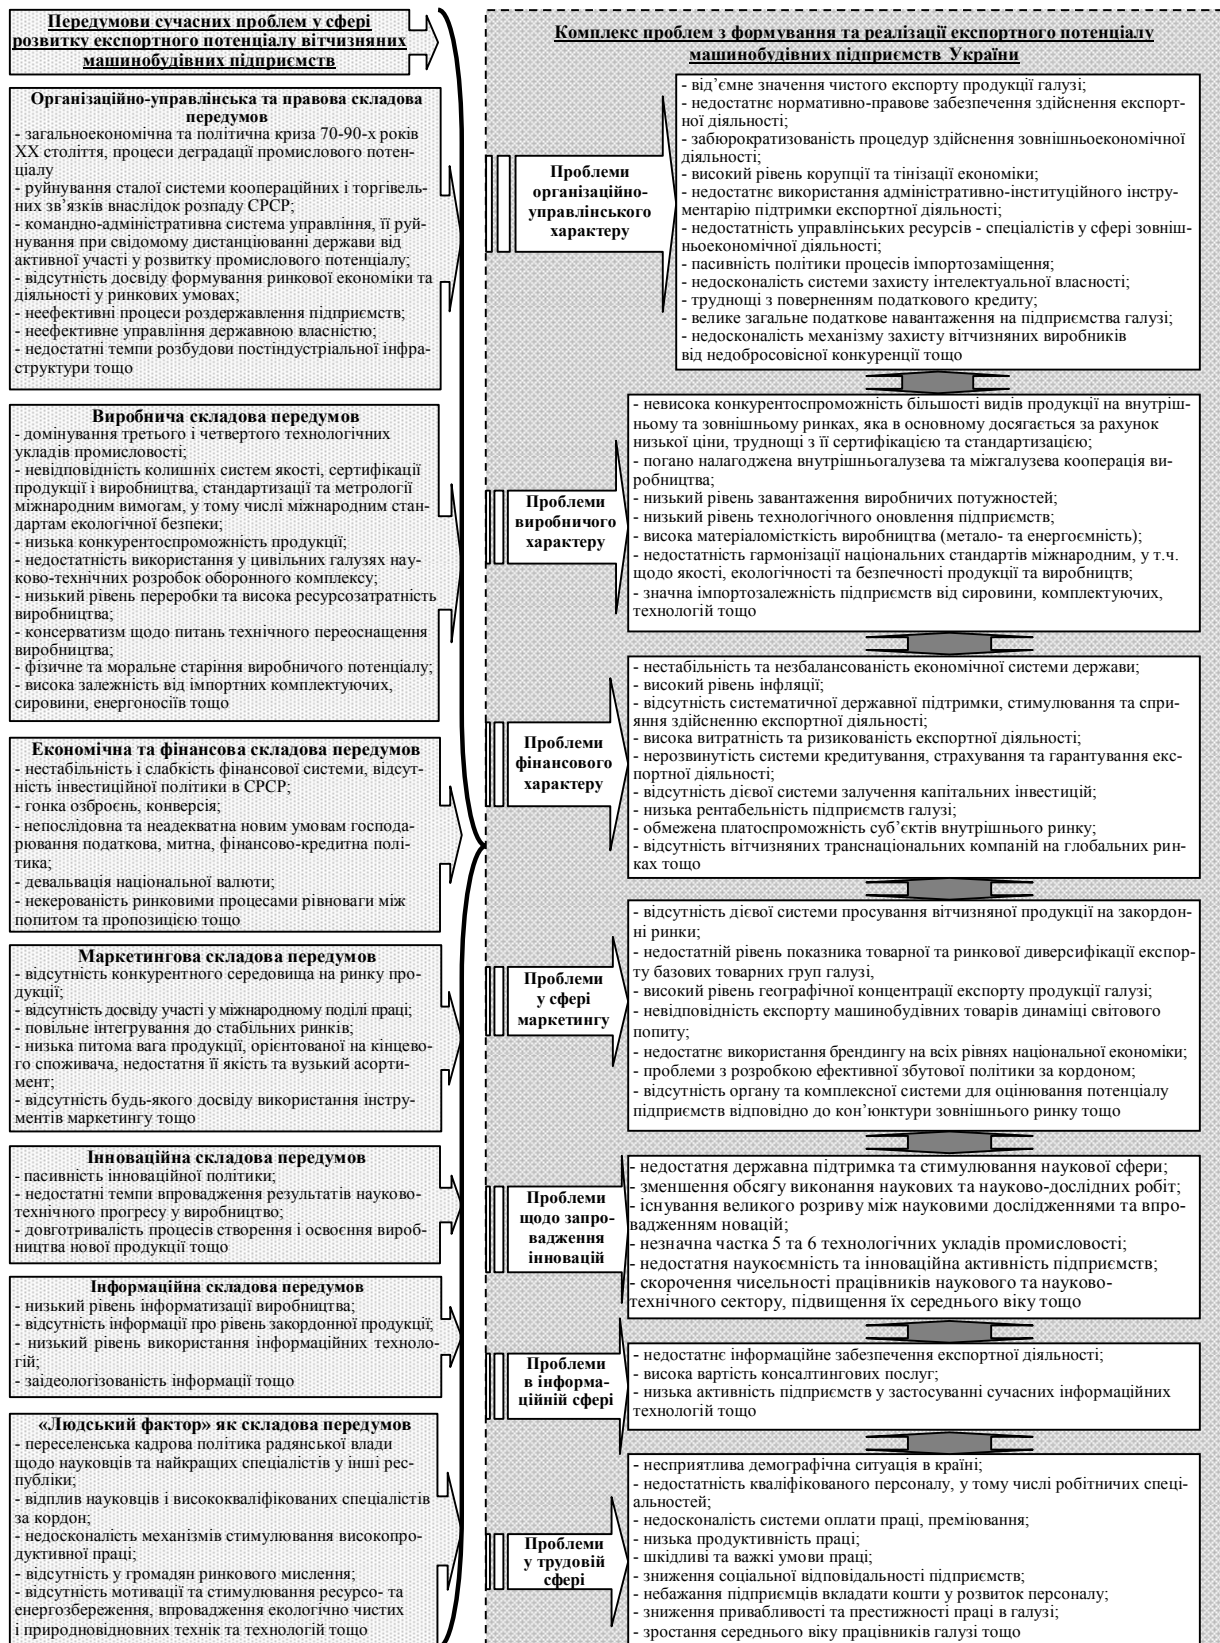 Передумови сучасних проблем у сфері
розвитку експортного потенціалу вітчизняних
машинобудівних підприємств
Організаційно-управлінська та правова складова
передумов
- загальноекономічна та політична криза 70-90-х років
ХХ століття, процеси деградації промислового потен-
ціалу
- руйнування сталої системи коопераційних і торгівель-
них зв’язків внаслідок розпаду СРСР;
- командно-адміністративна система управління, її руй-
нування при свідомому дистанціюванні держави від
активної участі у розвитку промислового потенціалу;
- відсутність досвіду формування ринкової економіки та
діяльності у ринкових умовах;
- неефективні процеси роздержавлення підприємств;
- неефективне управління державною власністю;
- недостатні темпи розбудови постіндустріальної інфра-
структури тощо
Виробнича складова передумов
- домінування третього і четвертого технологічних
укладів промисловості;
- невідповідність колишніх систем якості, сертифікації
продукції і виробництва, стандартизації та метрології
міжнародним вимогам, у тому числі міжнародним стан-
дартам екологічної безпеки;
- низька конкурентоспроможність продукції;
- недостатність використання у цивільних галузях нау-
ково-технічних розробок оборонного комплексу;
- низький рівень переробки та висока ресурсозатратність
виробництва;
- консерватизм щодо питань технічного переоснащення
виробництва;
- фізичне та моральне старіння виробничого потенціалу;
- висока залежність від імпортних комплектуючих,
сировини, енергоносіїв тощо
Економічна та фінансова складова передумов
- нестабільність і слабкість фінансової системи, відсут-
ність інвестиційної політики в СРСР;
- гонка озброєнь, конверсія;
- непослідовна та неадекватна новим умовам господа-
рювання податкова, митна, фінансово-кредитна полі-
тика;
- девальвація національної валюти;
- некерованість ринковими процесами рівноваги між
попитом та пропозицією тощо
Маркетингова складова передумов
- відсутність конкурентного середовища на ринку про-
дукції;
- відсутність досвіду участі у міжнародному поділі праці;
- повільне інтегрування до стабільних ринків;
- низька питома вага продукції, орієнтованої на кінцево-
го споживача, недостатня її якість та вузький асорти-
мент;
- відсутність будь-якого досвіду використання інстру-
ментів маркетингу тощо
Інноваційна складова передумов
- пасивність інноваційної політики;
- недостатні темпи впровадження результатів науково-
технічного прогресу у виробництво;
- довготривалість процесів створення і освоєння вироб-
ництва нової продукції тощо
Інформаційна складова передумов
- низький рівень інформатизації виробництва;
- відсутність інформації про рівень закордонної продукції;
- низький рівень використання інформаційних техноло-
гій;
- заідеологізованість інформації тощо
«Людський фактор» як складова передумов
- переселенська кадрова політика радянської влади
щодо науковців та найкращих спеціалістів у інші рес-
публіки;
- відплив науковців і висококваліфікованих спеціалістів
за кордон;
- недосконалість механізмів стимулювання високопро-
дуктивної праці;
- відсутність у громадян ринкового мислення;
- відсутність мотивації та стимулювання ресурсо- та
енергозбереження, впровадження екологічно чистих
і природновідновних технік та технологій тощо
Комплекс проблем з формування та реалізації експортного потенціалу
машинобудівних підприємств України
Проблеми
організаційно-
управлінського
характеру
- від’ємне значення чистого експорту продукції галузі;
- недостатнє нормативно-правове забезпечення здійснення експорт-
ної діяльності;
- забюрократизованість процедур здійснення зовнішньоекономічної
діяльності;
- високий рівень корупції та тінізації економіки;
- недостатнє використання адміністративно-інституційного інстру-
ментарію підтримки експортної діяльності;
- недостатність управлінських ресурсів - спеціалістів у сфері зовніш-
ньоекономічної діяльності;
- пасивність політики процесів імпортозаміщення;
- недосконалість системи захисту інтелектуальної власності;
- труднощі з поверненням податкового кредиту;
- велике загальне податкове навантаження на підприємства галузі;
- недосконалість механізму захисту вітчизняних виробників
від недобросовісної конкуренції тощо
Проблеми
виробничого
характеру
- невисока конкурентоспроможність більшості видів продукції на внутріш-
ньому та зовнішньому ринках, яка в основному досягається за рахунок
низької ціни, труднощі з її сертифікацією та стандартизацією;
- погано налагоджена внутрішньогалузева та міжгалузева кооперація ви-
робництва;
- низький рівень завантаження виробничих потужностей;
- низький рівень технологічного оновлення підприємств;
- висока матеріаломісткість виробництва (метало- та енергоємність);
- недостатність гармонізації національних стандартів міжнародним, у т.ч.
щодо якості, екологічності та безпечності продукції та виробництв;
- значна імпортозалежність підприємств від сировини, комплектуючих,
технологій тощо
Проблеми
фінансового
характеру
- нестабільність та незбалансованість економічної системи держави;
- високий рівень інфляції;
- відсутність систематичної державної підтримки, стимулювання та спри-
яння здійсненню експортної діяльності;
- висока витратність та ризикованість експортної діяльності;
- нерозвинутість системи кредитування, страхування та гарантування екс-
портної діяльності;
- відсутність дієвої системи залучення капітальних інвестицій;
- низька рентабельність підприємств галузі;
- обмежена платоспроможність суб’єктів внутрішнього ринку;
- відсутність вітчизняних транснаціональних компаній на глобальних рин-
ках тощо
Проблеми
у сфері
маркетингу
- відсутність дієвої системи просування вітчизняної продукції на закордон-
ні ринки;
- недостатній рівень показника товарної та ринкової диверсифікації експор-
ту базових товарних груп галузі,
- високий рівень географічної концентрації експорту продукції галузі;
- невідповідність експорту машинобудівних товарів динаміці світового
попиту;
- недостатнє використання брендингу на всіх рівнях національної економіки;
- проблеми з розробкою ефективної збутової політики за кордоном;
- відсутність органу та комплексної системи для оцінювання потенціалу
підприємств відповідно до кон’юнктури зовнішнього ринку тощо
Проблеми
щодо запро-
вадження
інновацій
- недостатня державна підтримка та стимулювання наукової сфери;
- зменшення обсягу виконання наукових та науково-дослідних робіт;
- існування великого розриву між науковими дослідженнями та впро-
вадженням новацій;
- незначна частка 5 та 6 технологічних укладів промисловості;
- недостатня наукоємність та інноваційна активність підприємств;
- скорочення чисельності працівників наукового та науково-
технічного сектору, підвищення їх середнього віку тощо
Проблеми
в інформа-
ційній сфері
- недостатнє інформаційне забезпечення експортної діяльності;
- висока вартість консалтингових послуг;
- низька активність підприємств у застосуванні сучасних інформаційних
технологій тощо
Проблеми
у трудовій
сфері
- несприятлива демографічна ситуація в країні;
- недостатність кваліфікованого персоналу, у тому числі робітничих спеці-
альностей;
- недосконалість системи оплати праці, преміювання;
- низька продуктивність праці;
- шкідливі та важкі умови праці;
- зниження соціальної відповідальності підприємств;
- небажання підприємців вкладати кошти у розвиток персоналу;
- зниження привабливості та престижності праці в галузі;
- зростання середнього віку працівників галузі тощо